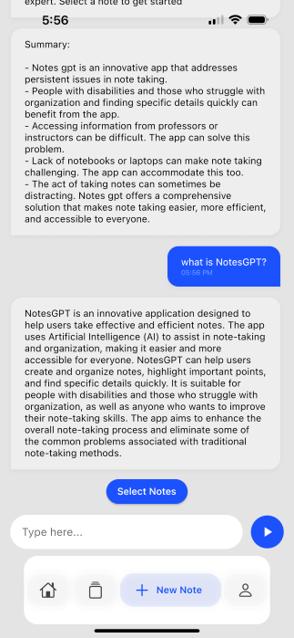 expert. Select a note to get started
5:56
Summary:
- Notes gpt is an innovative app that addresses
persistent issues in note taking.
- People with disabilities and those who struggle with
organization and finding specific details quickly can
benefit from the app.
- Accessing information from professors or
instructors can be difficult. The app can solve this
problem.
- Lack of notebooks or laptops can make note taking
challenging. The app can accommodate this too.
- The act of taking notes can sometimes be
distracting. Notes gpt offers a comprehensive
solution that makes note taking easier, more efficient,
and accessible to everyone.
what is NotesGPT?
05:56 PM
NotesGPT is an innovative application designed to
help users take effective and efficient notes. The app
uses Artificial Intelligence (AI) to assist in note-taking
and organization, making it easier and more
accessible for everyone. NotesGPT can help users
create and organize notes, highlight important points,
and find specific details quickly. It is suitable for
people with disabilities and those who struggle with
organization, as well as anyone who wants to improve
their note-taking skills. The app aims to enhance the
overall note-taking process and eliminate some of
the common problems associated with traditional
note-taking methods.
Select Notes
Type here...
New Note